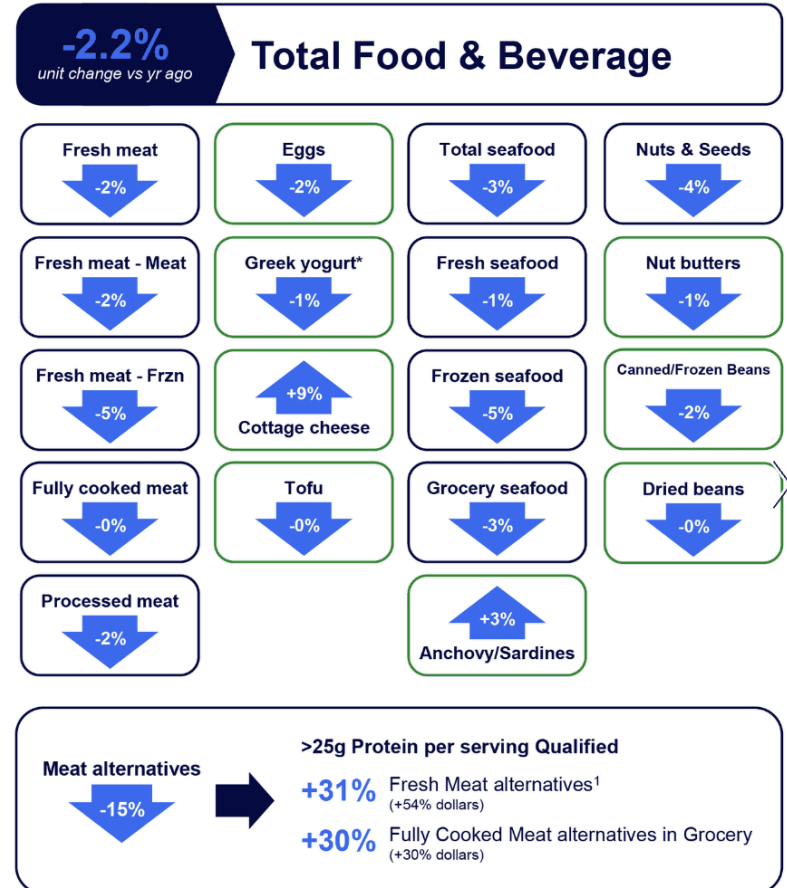 -2.2%
unit change vs yr ago
Total Food & Beverage
Fresh meat
-2%
Eggs
-2%
Total seafood
-3%
Nuts & Seeds
-4%
Fresh meat - Meat
-2%
Greek yogurt*
-1%
Fresh seafood
-1%
Nut butters
-1%
Fresh meat - Frzn
-5%
+9%
Cottage cheese
Frozen seafood
-5%
Canned/Frozen Beans
-2%
Fully cooked meat
-0%
Tofu
-0%
Grocery seafood
-3%
Dried beans
-0%
Processed meat
-2%
+3%
Anchovy/Sardines
Meat alternatives
-15%
>25g Protein per serving Qualified
+31% Fresh Meat alternatives¹
(+54% dollars)
+30% Fully Cooked Meat alternatives in Grocery
(+30% dollars)